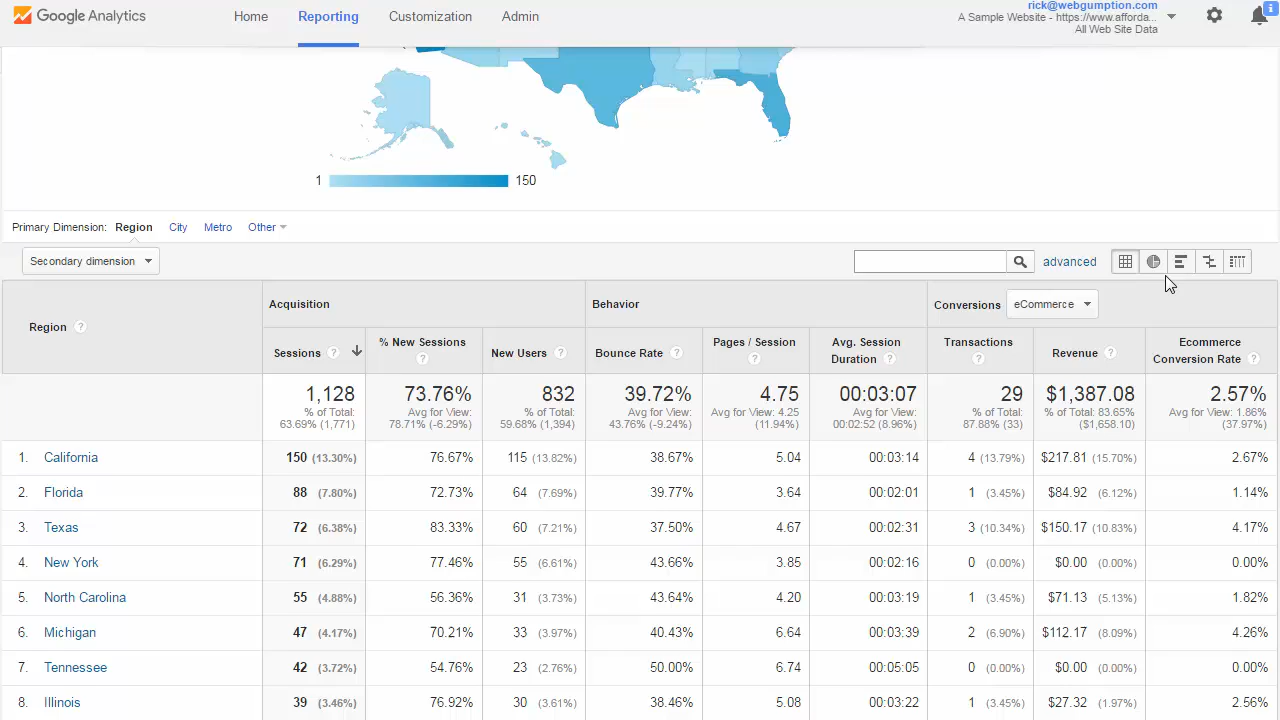 Google Analytics Home Reporting Customization Admin
rick@webgumption.com
A Sample Website - https://www.afforda...
All Web Site Data
1 150
Primary Dimension: Region City Metro Other
Secondary dimension advanced
Region ? Acquisition Behavior Conversions eCommerce
Sessions ? % New Sessions ? New Users ? Bounce Rate ? Pages / Session ? Avg. Session Duration ? Transactions ? Revenue ? Ecommerce Conversion Rate ?
1,128 73.76% 832 39.72% 4.75 00:03:07 29 $1,387.08 2.57%
% of Total: Avg for View: % of Total: Avg for View: Avg for View: 4.25 Avg for View: % of Total: % of Total: 83.65% Avg for View: 1.86%
63.69% (1,771) 78.71% (-6.29%) 59.68% (1,394) 43.76% (-9.24%) (11.94%) 00:02:52 (8.96%) 87.88% (33) ($1,658.10) (37.97%)
1. California 150 (13.30%) 76.67% 115 (13.82%) 38.67% 5.04 00:03:14 4 (13.79%) $217.81 (15.70%) 2.67%
2. Florida 88 (7.80%) 72.73% 64 (7.69%) 39.77% 3.64 00:02:01 1 (3.45%) $84.92 (6.12%) 1.14%
3. Texas 72 (6.38%) 83.33% 60 (7.21%) 37.50% 4.67 00:02:31 3 (10.34%) $150.17 (10.83%) 4.17%
4. New York 71 (6.29%) 77.46% 55 (6.61%) 43.66% 3.85 00:02:16 0 (0.00%) $0.00 (0.00%) 0.00%
5. North Carolina 55 (4.88%) 56.36% 31 (3.73%) 43.64% 4.20 00:03:19 1 (3.45%) $71.13 (5.13%) 1.82%
6. Michigan 47 (4.17%) 70.21% 33 (3.97%) 40.43% 6.64 00:03:39 2 (6.90%) $112.17 (8.09%) 4.26%
7. Tennessee 42 (3.72%) 54.76% 23 (2.76%) 50.00% 6.74 00:05:05 0 (0.00%) $0.00 (0.00%) 0.00%
8. Illinois 39 (3.46%) 76.92% 30 (3.61%) 38.46% 5.08 00:03:22 1 (3.45%) $27.32 (1.97%) 2.56%